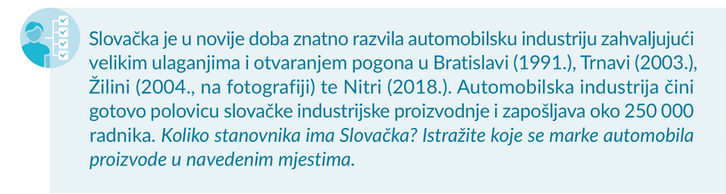 Slovačka je u novije doba znatno razvila automobilsku industriju zahvaljujući
velikim ulaganjima i otvaranjem pogona u Bratislavi (1991.), Trnavi (2003.),
Žilini (2004., na fotografiji) te Nitri (2018.). Automobilska industrija čini
gotovo polovicu slovačke industrijske proizvodnje i zapošljava oko 250 000
radnika. Koliko stanovnika ima Slovačka? Istražite koje se marke automobila
proizvode u navedenim mjestima.